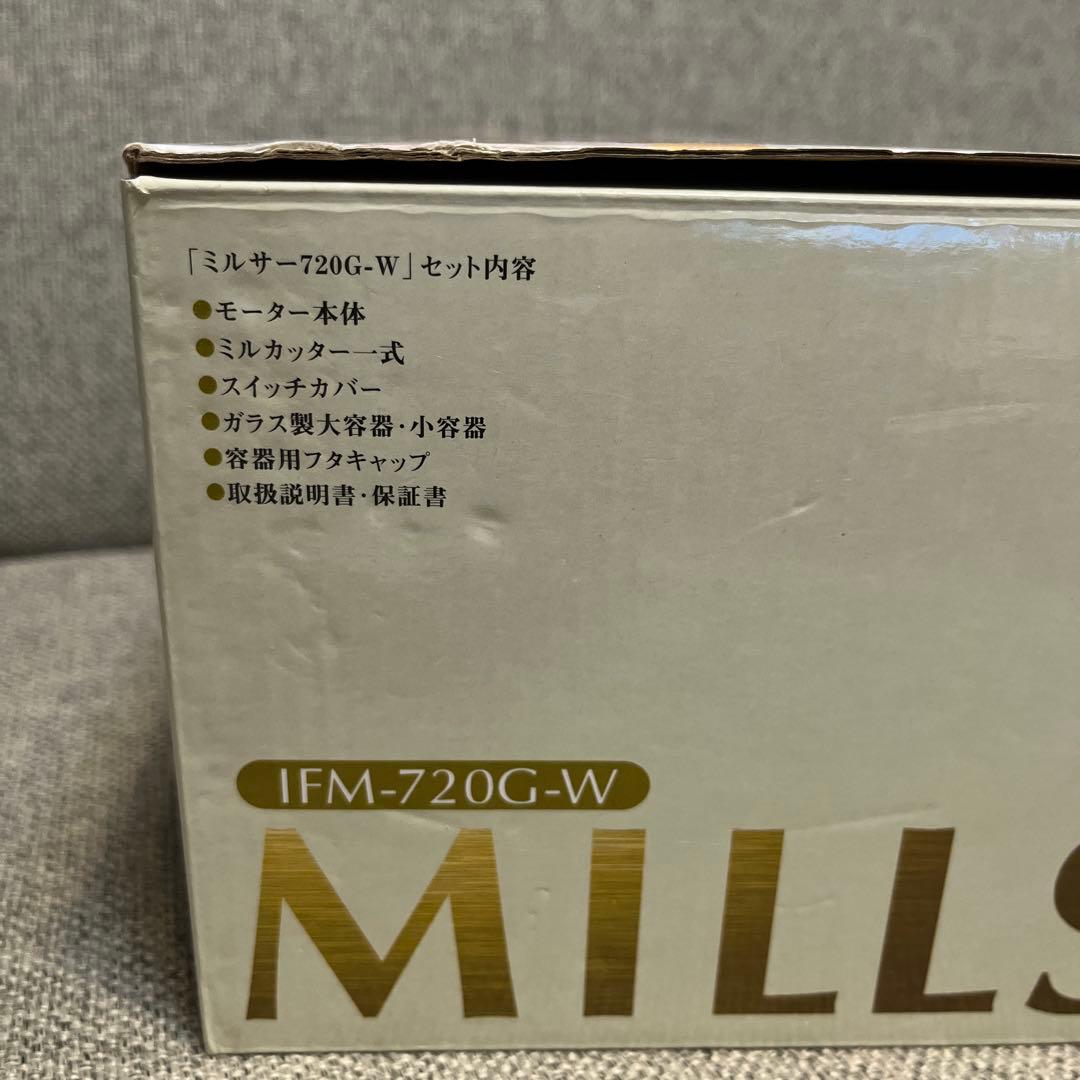 「ミルサー720G-W」セット内容
●モーター本体
●ミルカッター一式
●スイッチカバー
●ガラス製大容器・小容器
●容器用フタキャップ
●取扱説明書・保証書
IFM-720G-W
MILLS